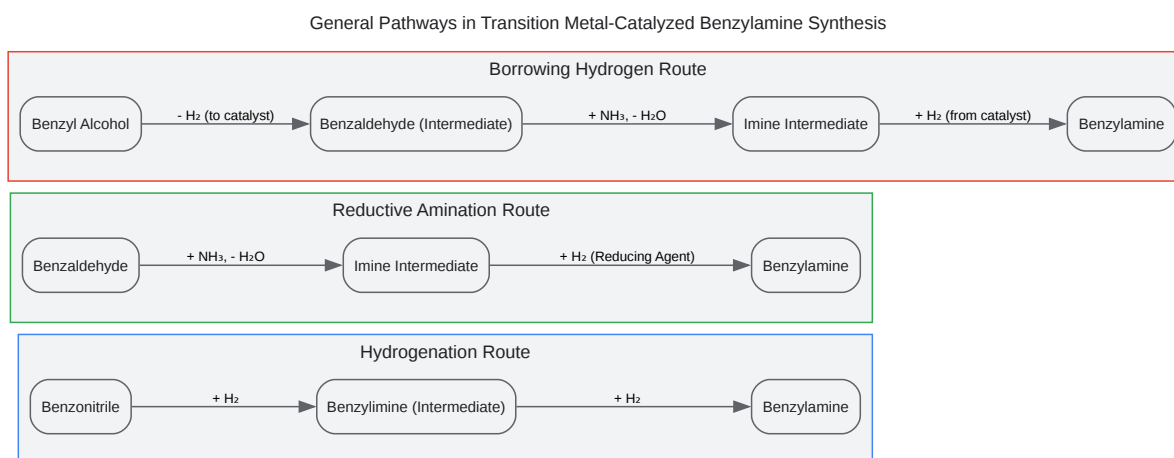 General Pathways in Transition Metal-Catalyzed Benzylamine Synthesis
Borrowing Hydrogen Route
Benzyl Alcohol
- H₂ (to catalyst)
Benzaldehyde (Intermediate)
+ NH₃, - H₂O
Imine Intermediate
+ H₂ (from catalyst)
Benzylamine
Reductive Amination Route
Benzaldehyde
+ NH₃, - H₂O
Imine Intermediate
+ H₂ (Reducing Agent)
Benzylamine
Hydrogenation Route
Benzonitrile
+ H₂
Benzylimine (Intermediate)
+ H₂
Benzylamine